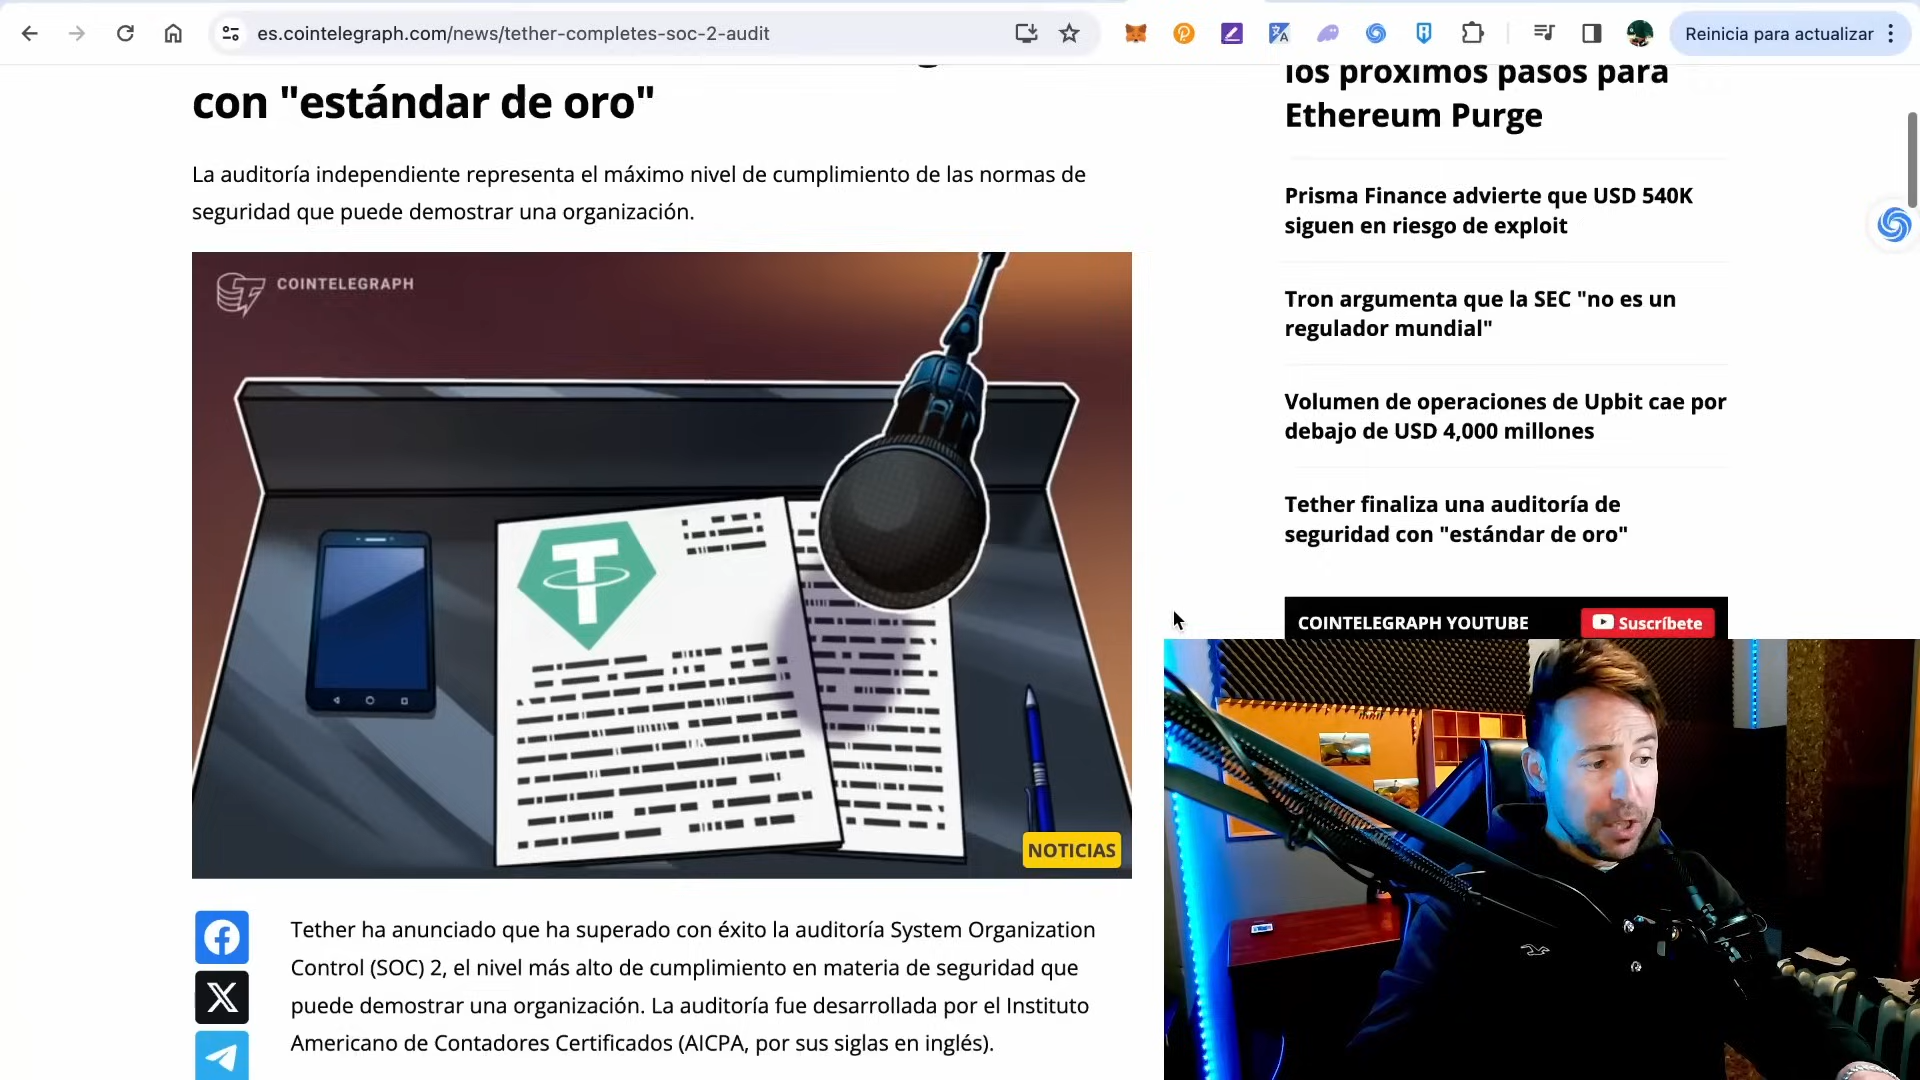 es.cointelegraph.com/news/tether-completes-soc-2-audit
Reinicia para actualizar
con "estándar de oro"
La auditoría independiente representa el máximo nivel de cumplimiento de las normas de
seguridad que puede demostrar una organización.
COINTELEGRAPH
NOTICIAS
Tether ha anunciado que ha superado con éxito la auditoría System Organization
Control (SOC) 2, el nivel más alto de cumplimiento en materia de seguridad que
puede demostrar una organización. La auditoría fue desarrollada por el Instituto
Americano de Contadores Certificados (AICPA, por sus siglas en inglés).
los próximos pasos para
Ethereum Purge
Prisma Finance advierte que USD 540K
siguen en riesgo de exploit
Tron argumenta que la SEC "no es un
regulador mundial"
Volumen de operaciones de Upbit cae por
debajo de USD 4,000 millones
Tether finaliza una auditoría de
seguridad con "estándar de oro"
COINTELEGRAPH YOUTUBE
Suscríbete